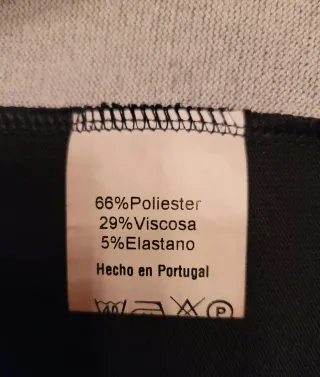 66%Poliester
29%Viscosa
5%Elastano
Hecho en Portugal